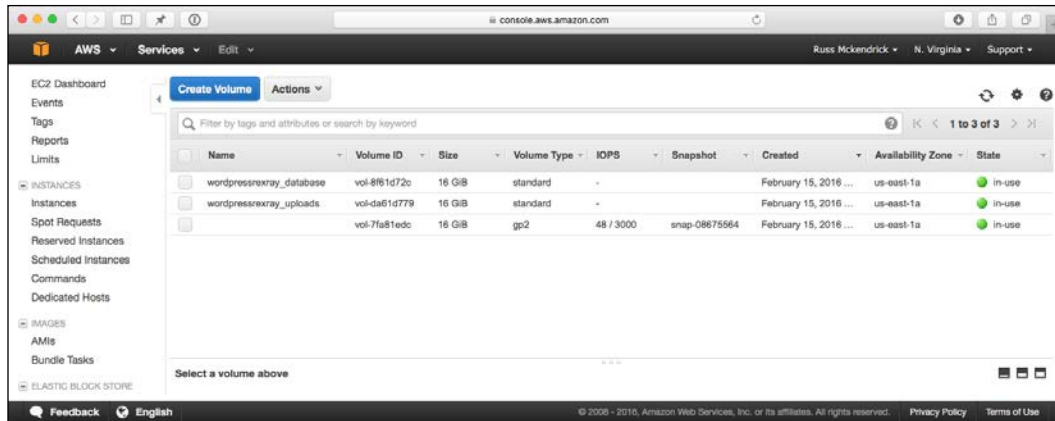 console.aws.amazon.com
AWS Services Edit Russ Mckendrick N. Virginia Support
EC2 Dashboard
Events
Tags
Reports
Limits
INSTANCES
Instances
Spot Requests
Reserved Instances
Scheduled Instances
Commands
Dedicated Hosts
IMAGES
AMIs
Bundle Tasks
ELASTIC BLOCK STORE
Create Volume Actions
Filter by tags and attributes or search by keyword 1 to 3 of 3
Name Volume ID Size Volume Type IOPS Snapshot Created Availability Zone State
wordpressrexray_database vol-8f61d72c 16 GiB standard - February 15, 2016 ... us-east-1a in-use
wordpressrexray_uploads vol-da61d779 16 GiB standard - February 15, 2016 ... us-east-1a in-use
vol-7fa81edc 16 GiB gp2 48 / 3000 snap-08675564 February 15, 2016 ... us-east-1a in-use
Select a volume above
Feedback English © 2008 - 2016, Amazon Web Services, Inc. or its affiliates. All rights reserved. Privacy Policy Terms of Use